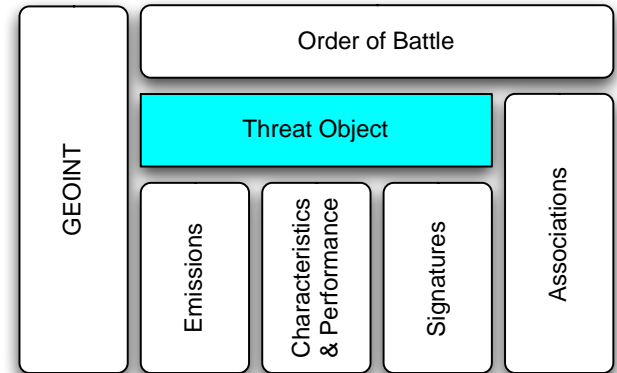 Order of Battle
Threat Object
GEOINT
Emissions
Characteristics
& Performance
Signatures
Associations